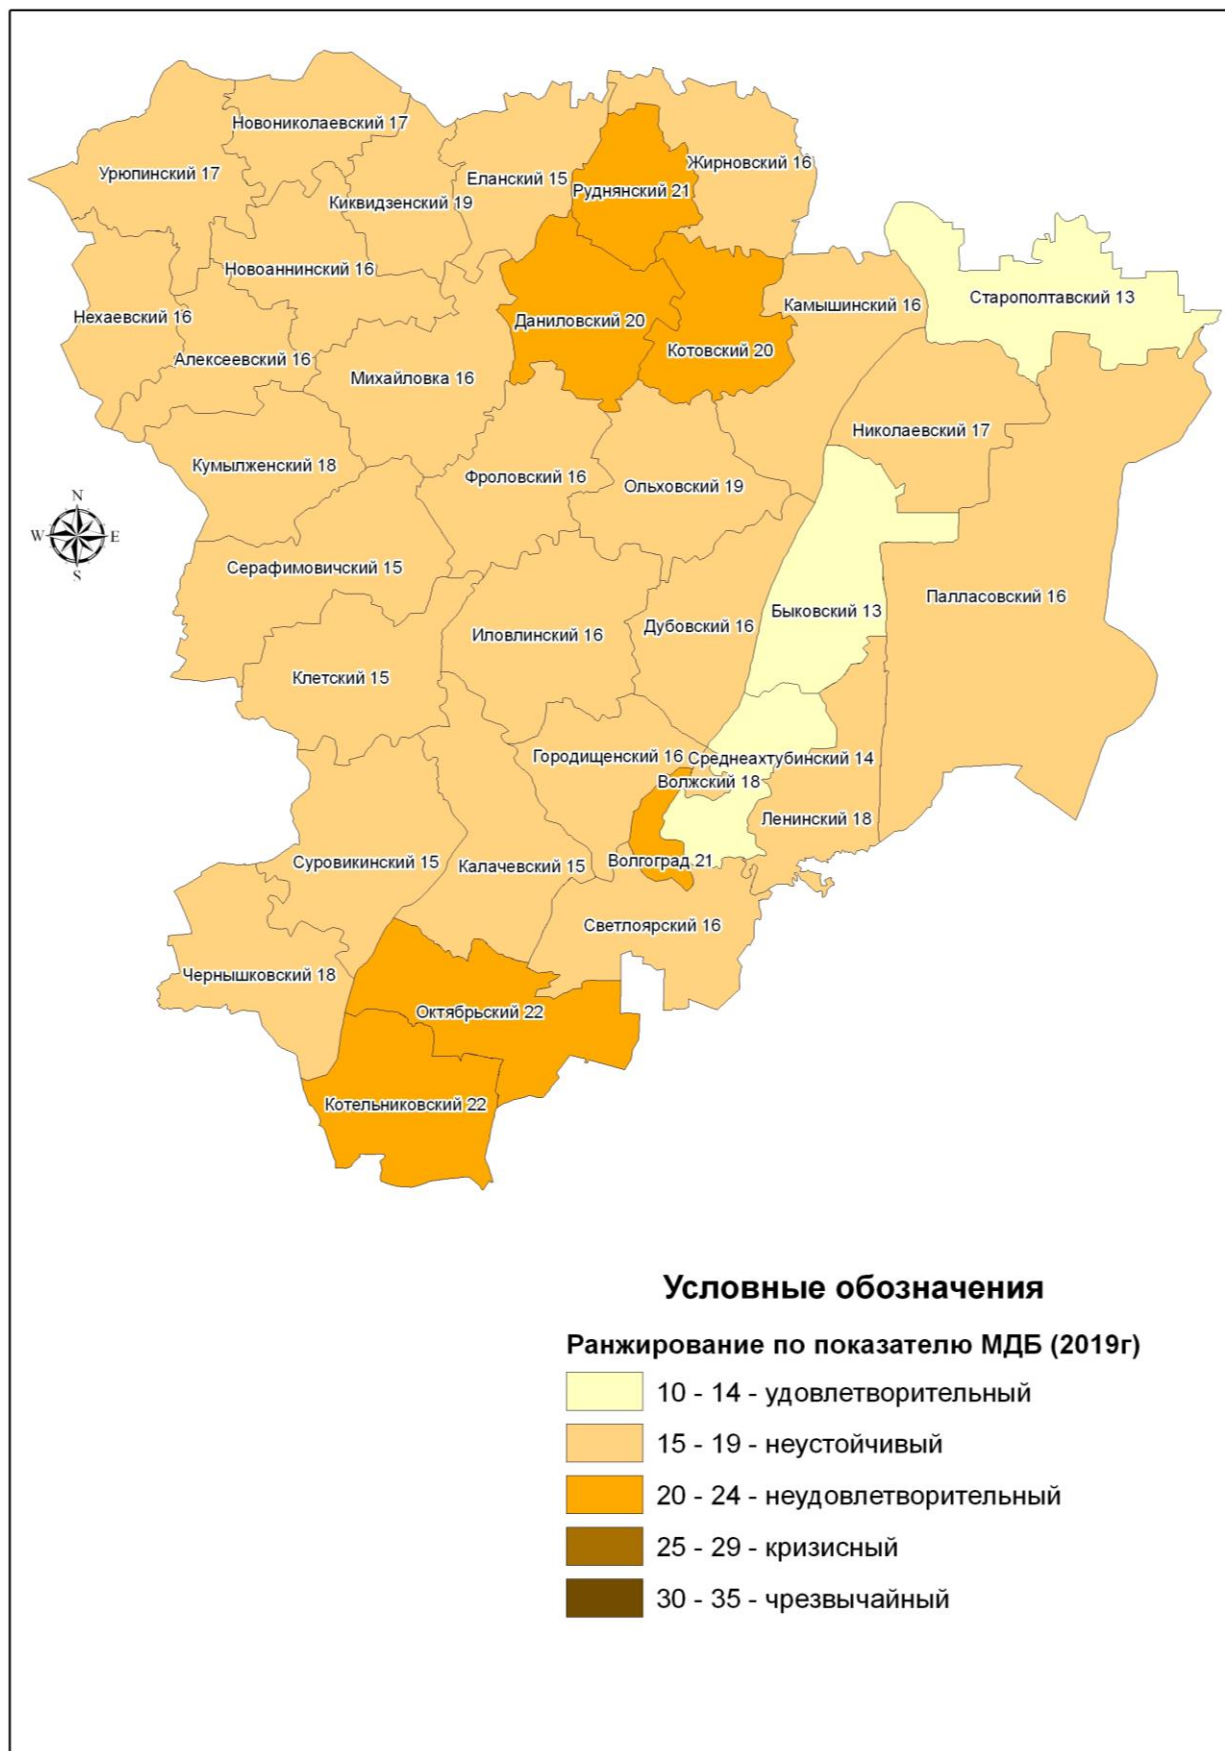 Новониколаевский 17
Жирновский 16
Урюпинский 17
Еланский 15
Руднянский 21
Киквидзенский 19
Новоаннинский 16
Старополтавский 13
Камышинский 16
Нехаевский 16
Даниловский 20
Котовский 20
Алексеевский 16
Михайловка 16
Николаевский 17
Кумылженский 18
Фроловский 16
Ольховский 19
N
W
E
S
Серафимовичский 15
Палласовский 16
Быковский 13
Иловлинский 16
Дубовский 16
Клетский 15
Городищенский 16
Среднеахтубинский 14
Волжский 18
Ленинский 18
Суровикинский 15
Калачевский 15
Волгоград 21
Светлоярский 16
Чернышковский 18
Октябрьский 22
Котельниковский 22
Условные обозначения
Ранжирование по показателю МДБ (2019г)
10 - 14 - удовлетворительный
15 - 19 - неустойчивый
20 - 24 - неудовлетворительный
25 - 29 - кризисный
30 - 35 - чрезвычайный